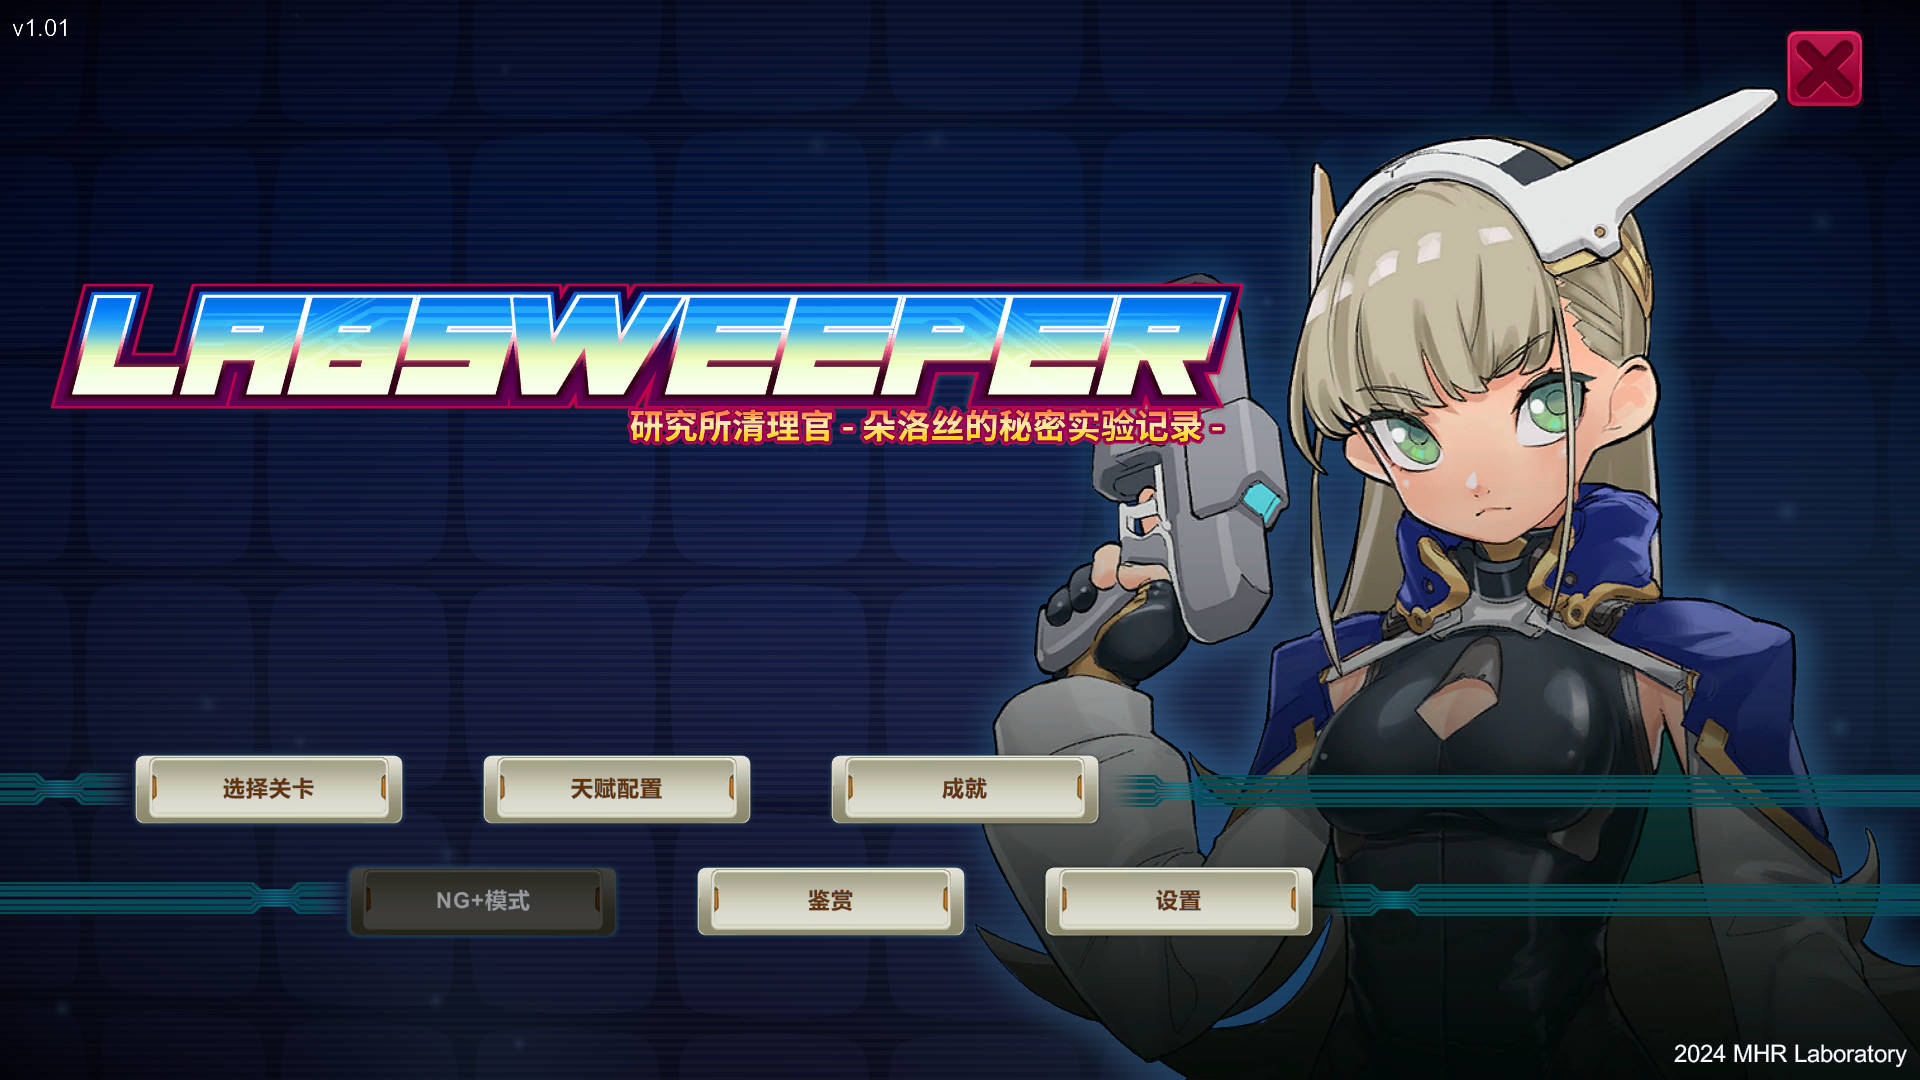 v1.01
LABSWEEPER
研究所清理官 - 朵洛丝的秘密实验记录 -
选择关卡
天赋配置
成就
NG+模式
鉴赏
设置
2024 MHR Laboratory